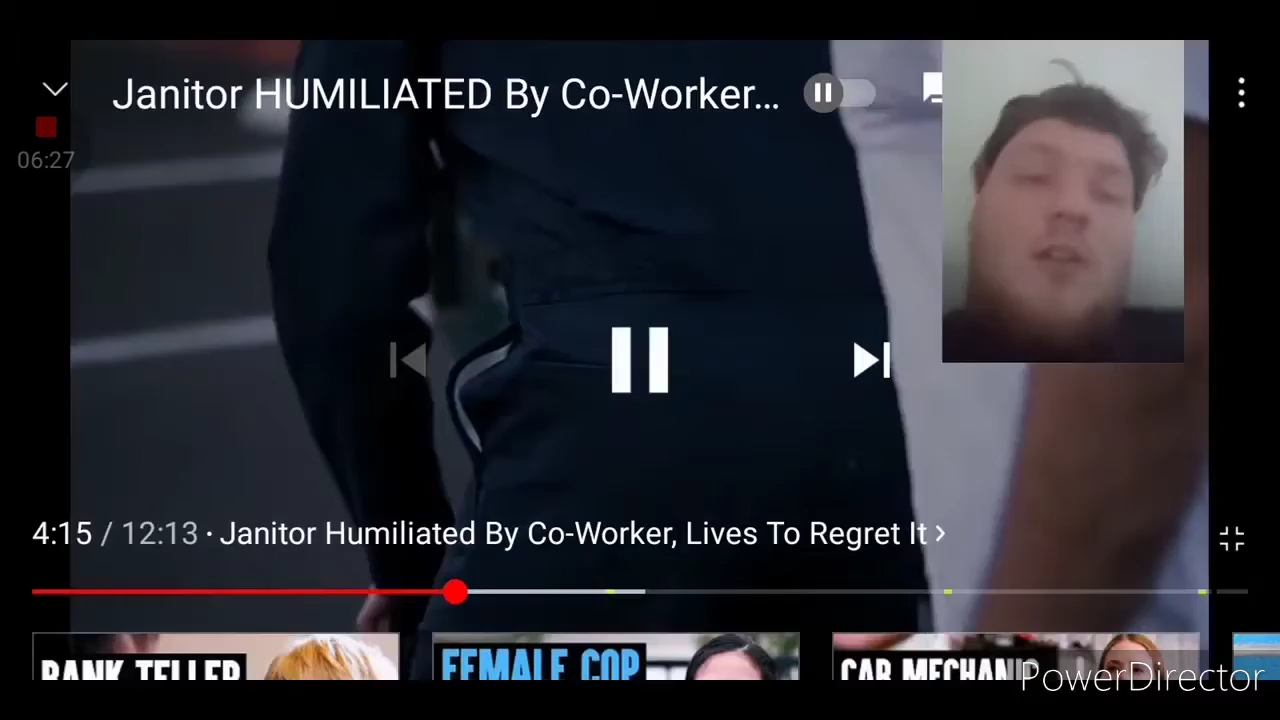 Janitor HUMILIATED By Co-Worker...
06:27
4:15 / 12:13 · Janitor Humiliated By Co-Worker, Lives To Regret It ›
BANK TELLER
FEMALE COP
CAR MECHANI
PowerDirector